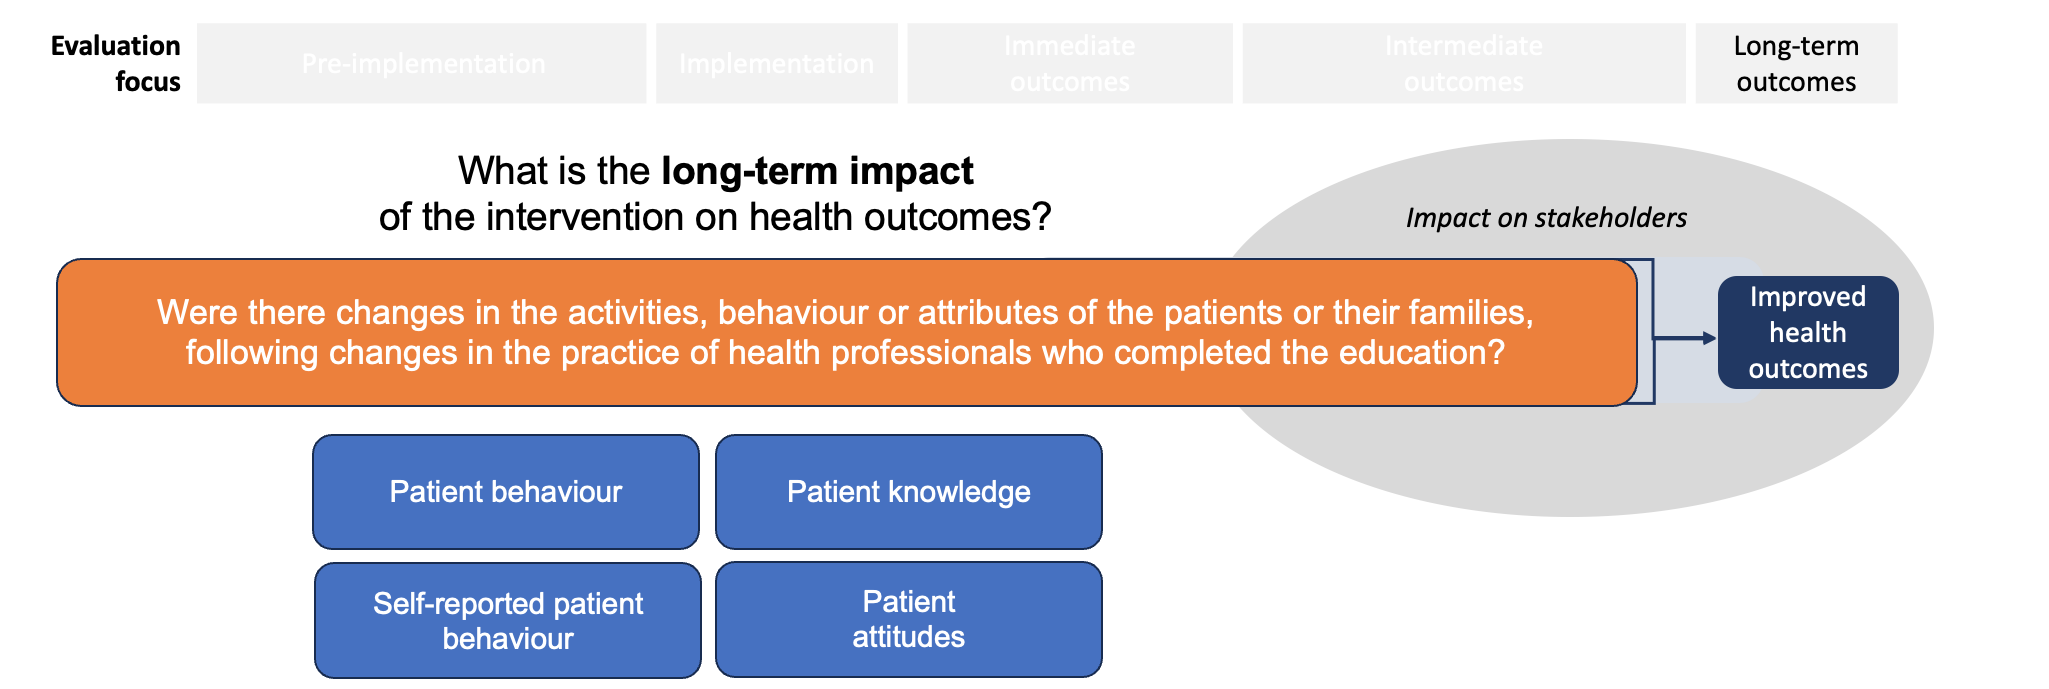 Evaluation
focus
Pre-implementation
Implementation
Immediate
outcomes
Intermediate
outcomes
Long-term
outcomes
What is the long-term impact
of the intervention on health outcomes?
Impact on stakeholders
Were there changes in the activities, behaviour or attributes of the patients or their families,
following changes in the practice of health professionals who completed the education?
Improved
health
outcomes
Patient behaviour
Patient knowledge
Self-reported patient
behaviour
Patient
attitudes